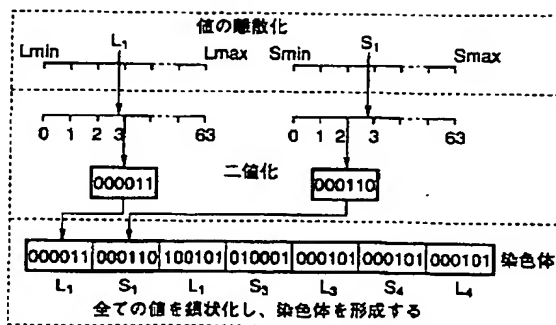 値の離散化
Lmin L₁ Lmax Smin S₁ Smax
0 1 2 3 63 0 1 2 3 63
000011 二値化 000110
000011 000110 100101 010001 000101 000101 000101 染色体
L₁ S₁ L₁ S₃ L₃ S₄ L₄
全ての値を鎖状化し、染色体を形成する